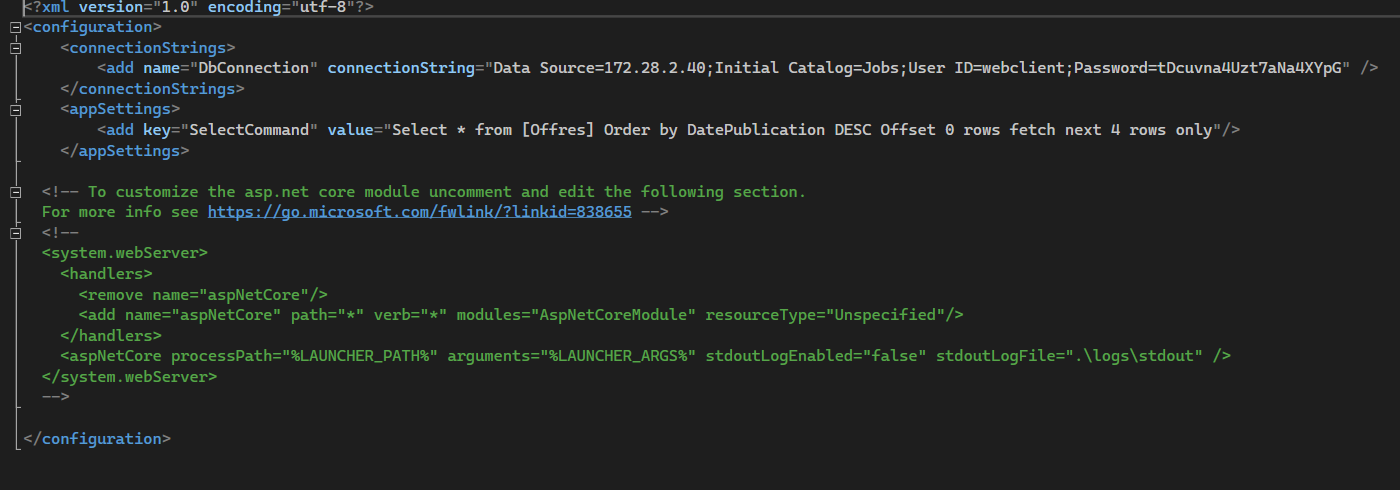 <?xml version="1.0" encoding="utf-8"?>
<configuration>
    <connectionStrings>
        <add name="DbConnection" connectionString="Data Source=172.28.2.40;Initial Catalog=Jobs;User ID=webclient;Password=tDcuvna4Uzt7aNa4XYpG" />
    </connectionStrings>
    <appSettings>
        <add key="SelectCommand" value="Select * from [Offres] Order by DatePublication DESC Offset 0 rows fetch next 4 rows only"/>
    </appSettings>

  <!-- To customize the asp.net core module uncomment and edit the following section.
  For more info see https://go.microsoft.com/fwlink/?linkid=838655 -->
  <!--
  <system.webServer>
    <handlers>
      <remove name="aspNetCore"/>
      <add name="aspNetCore" path="*" verb="*" modules="AspNetCoreModule" resourceType="Unspecified"/>
    </handlers>
    <aspNetCore processPath="%LAUNCHER_PATH%" arguments="%LAUNCHER_ARGS%" stdoutLogEnabled="false" stdoutLogFile=".\logs\stdout" />
  </system.webServer>
  -->

</configuration>